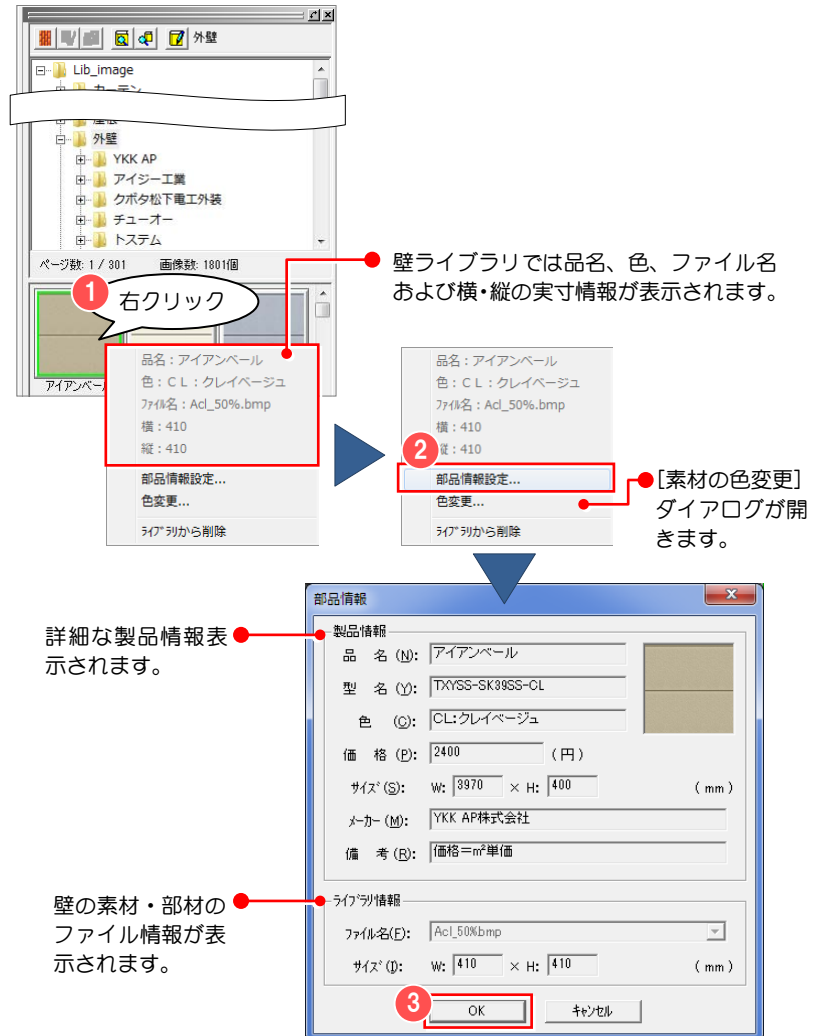 外壁
Lib_image
カーテン
屋根
外壁
YKK AP
アイジー工業
クボタ松下電工外装
チューオー
トステム
ページ数: 1 / 301 画像数: 1801個
壁ライブラリでは品名、色、ファイル名
および横・縦の実寸情報が表示されます。
1 右クリック
アイアンベー
品名：アイアンベール
色：ＣＬ：クレイベージュ
ﾌｧｲﾙ名：Acl_50%.bmp
横：410
縦：410
部品情報設定...
色変更...
ﾗｲﾌﾞﾗﾘから削除
品名：アイアンベール
色：ＣＬ：クレイベージュ
ﾌｧｲﾙ名：Acl_50%.bmp
横：410
2 縦：410
部品情報設定...
色変更...
ﾗｲﾌﾞﾗﾘから削除
[素材の色変更]
ダイアログが開
きます。
部品情報
詳細な製品情報表
示されます。
製品情報
品 名 (N): アイアンベール
型 名 (Y): TXYSS-SK39SS-CL
色 (C): CL:クレイベージュ
価 格 (P): 2400 (円)
ｻｲｽﾞ(S): W: 3970 × H: 400 (mm)
ﾒｰｶｰ(M): YKK AP株式会社
備 考(R): 価格＝㎡単価
壁の素材・部材の
ファイル情報が表
示されます。
ﾗｲﾌﾞﾗﾘ情報
ﾌｧｲﾙ名(F): Acl_50%.bmp
ｻｲｽﾞ(I): W: 410 × H: 410 (mm)
3 OK ｷｬﾝｾﾙ